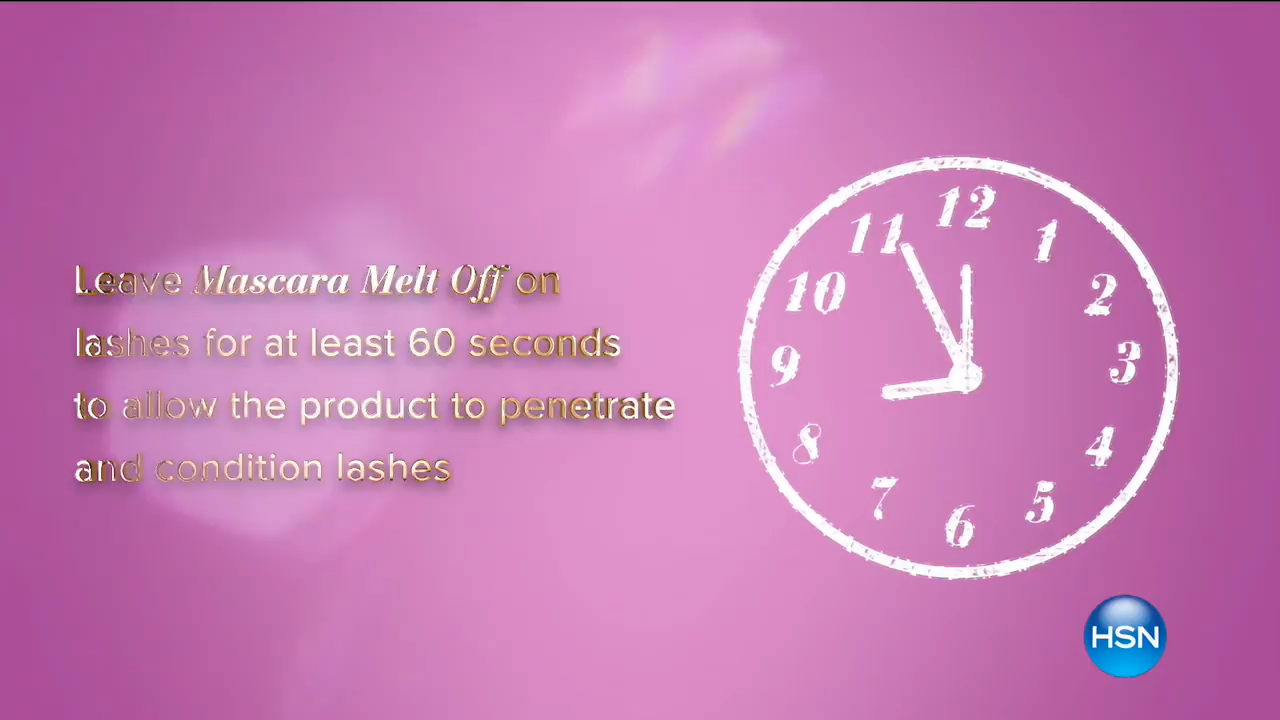 Leave Mascara Melt Off on
lashes for at least 60 seconds
to allow the product to penetrate
and condition lashes
12
11
1
10
2
9
3
8
4
7
5
6
HSN